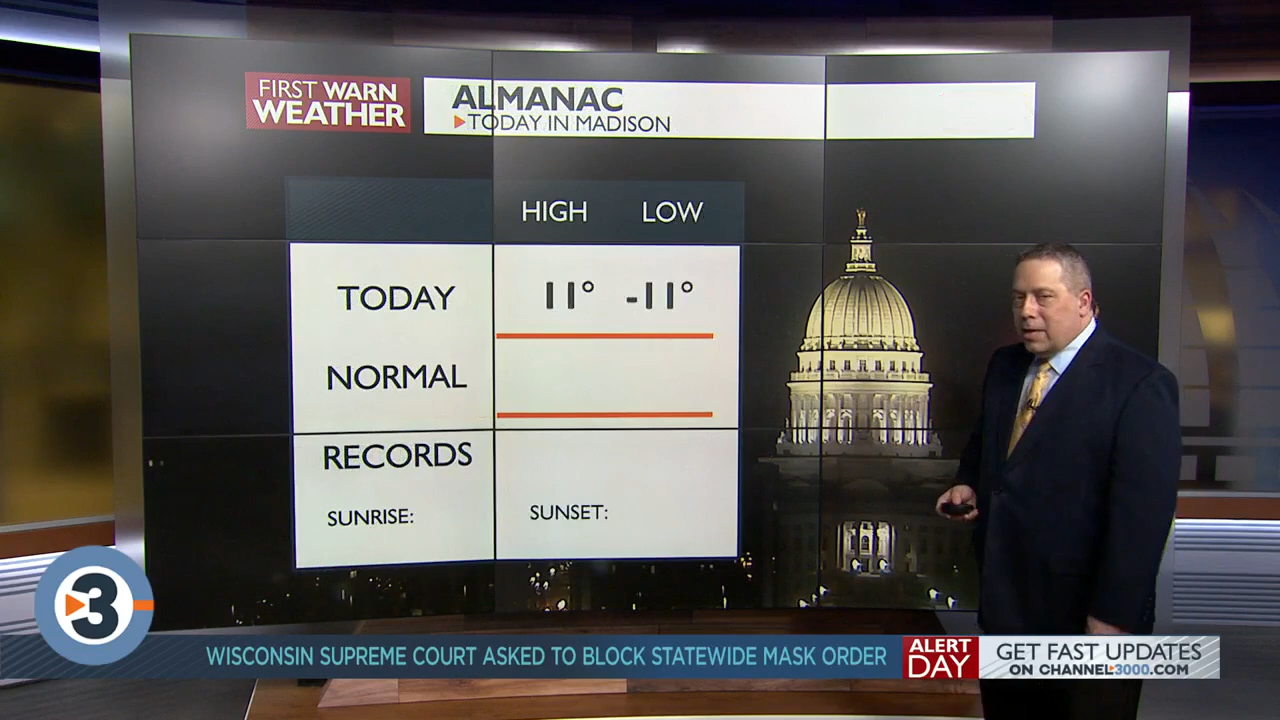 FIRST WARN
WEATHER
ALMANAC
TODAY IN MADISON
HIGH LOW
TODAY 11° -11°
NORMAL
RECORDS
SUNRISE: SUNSET:
3
WISCONSIN SUPREME COURT ASKED TO BLOCK STATEWIDE MASK ORDER
ALERT
DAY
GET FAST UPDATES
ON CHANNEL3000.COM